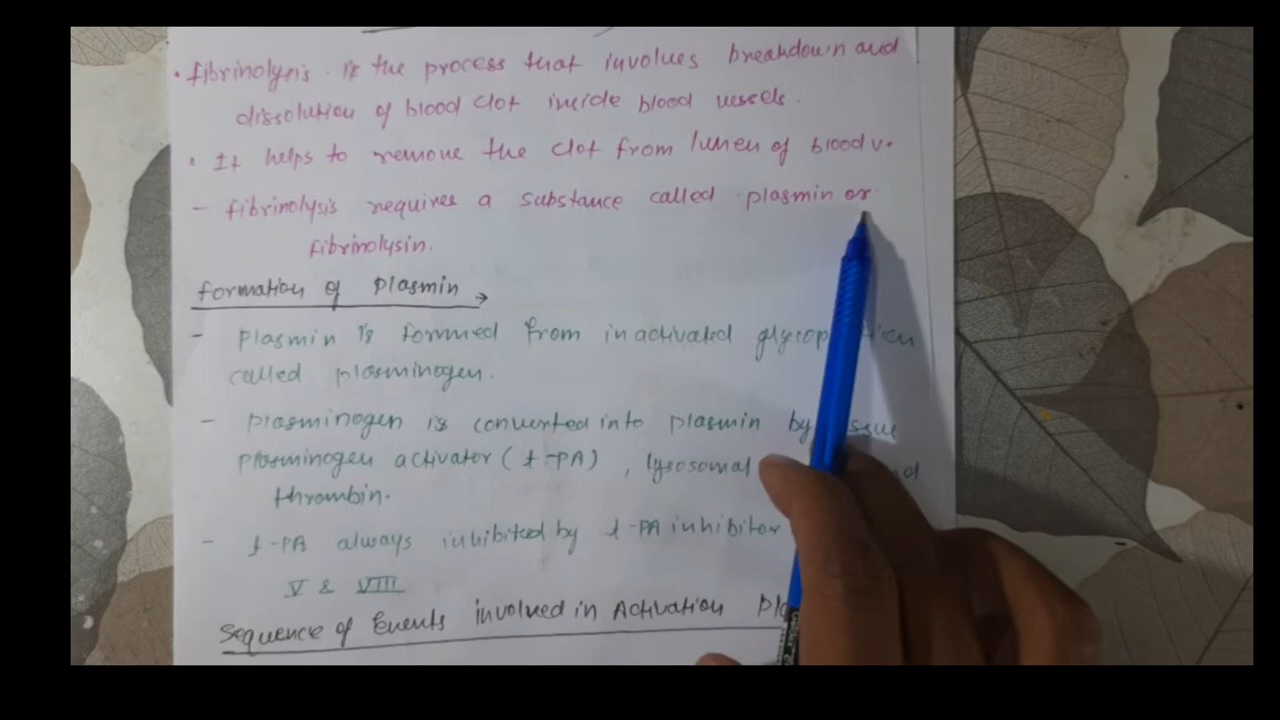 • fibrinolysis is the process that involves breakdown and
dissolution of blood clot inside blood vessels.
• It helps to remove the clot from lumen of blood v.
- fibrinolysis requires a substance called plasmin or
fibrinolysin.
formation of plasmin →
- plasmin is formed from inactivated
called plasminogen.
- plasminogen is converted into plasmin by
plasminogen activator (t-PA), lysosomal
thrombin.
- t-PA always inhibited by t-PA inhibitor
V & VIII
Sequence of Events involved in Activation